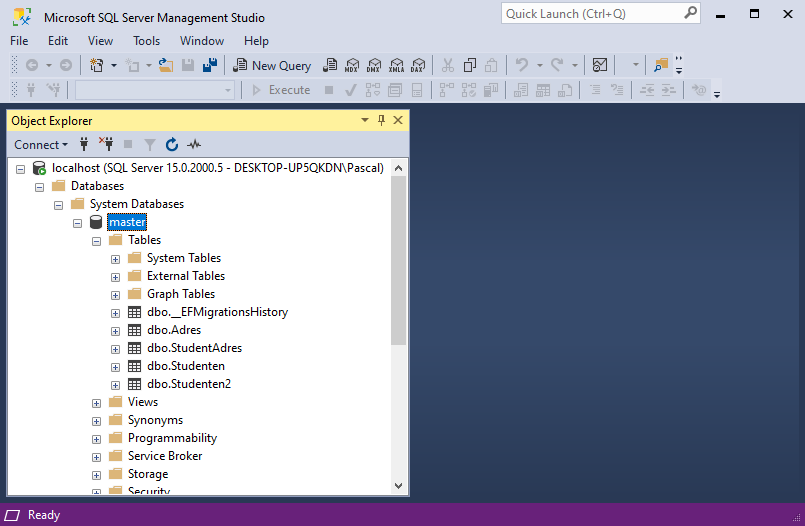 Microsoft SQL Server Management Studio
Quick Launch (Ctrl+Q)
File Edit View Tools Window Help
New Query MDX DMX XMLA DAX
Execute
Object Explorer
Connect
localhost (SQL Server 15.0.2000.5 - DESKTOP-UP5QKDN\Pascal)
Databases
System Databases
master
Tables
System Tables
External Tables
Graph Tables
dbo.__EFMigrationsHistory
dbo.Adres
dbo.StudentAdres
dbo.Studenten
dbo.Studenten2
Views
Synonyms
Programmability
Service Broker
Storage
Security
Ready